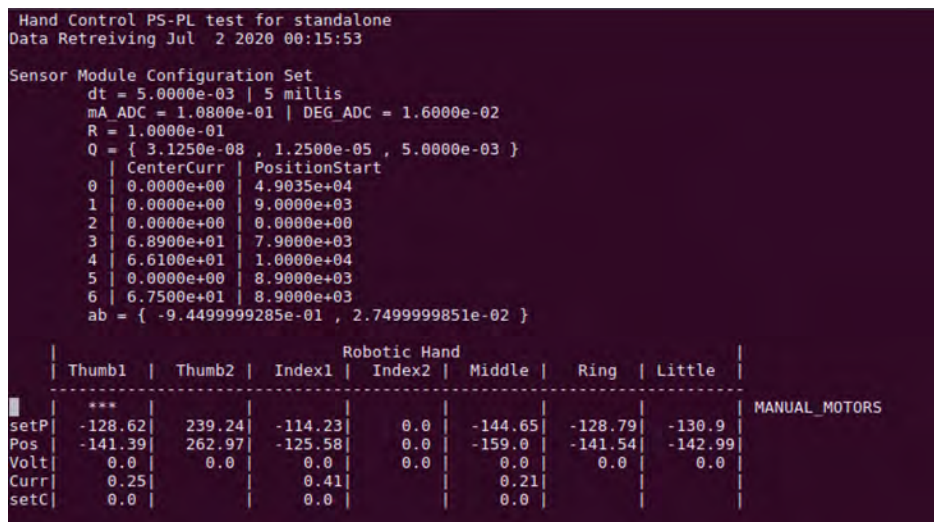 Hand Control PS-PL test for standalone
Data Retreiving Jul  2 2020 00:15:53
Sensor Module Configuration Set
dt = 5.0000e-03 | 5 millis
mA_ADC = 1.0800e-01 | DEG_ADC = 1.6000e-02
R = 1.0000e-01
Q = { 3.1250e-08 , 1.2500e-05 , 5.0000e-03 }
| CenterCurr | PositionStart
0 | 0.0000e+00 | 4.9035e+04
1 | 0.0000e+00 | 9.0000e+03
2 | 0.0000e+00 | 0.0000e+00
3 | 6.8900e+01 | 7.9000e+03
4 | 6.6100e+01 | 1.0000e+04
5 | 0.0000e+00 | 8.9000e+03
6 | 6.7500e+01 | 8.9000e+03
ab = { -9.4499999285e-01 , 2.7499999851e-02 }
| Robotic Hand |
| Thumb1 | Thumb2 | Index1 | Index2 | Middle | Ring | Little |
---------------------------------------------------------------------
| *** | | | | | | | MANUAL_MOTORS
setP| -128.62| 239.24| -114.23| 0.0 | -144.65| -128.79| -130.9 |
Pos | -141.39| 262.97| -125.58| 0.0 | -159.0 | -141.54| -142.99|
Volt| 0.0 | 0.0 | 0.0 | 0.0 | 0.0 | 0.0 | 0.0 |
Curr| 0.25| | 0.41| | 0.21| | |
setC| 0.0 | | 0.0 | | 0.0 | | |